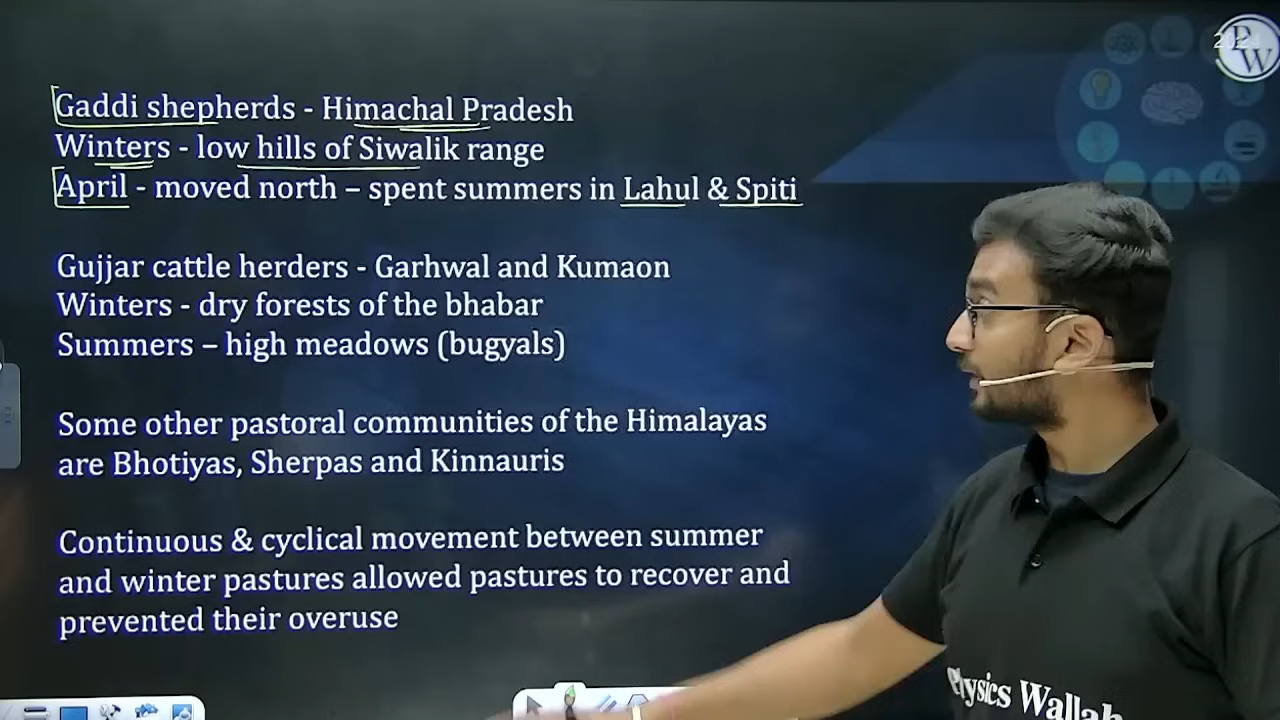 Gaddi shepherds - Himachal Pradesh
Winters - low hills of Siwalik range
April - moved north – spent summers in Lahul & Spiti
Gujjar cattle herders - Garhwal and Kumaon
Winters - dry forests of the bhabar
Summers – high meadows (bugyals)
Some other pastoral communities of the Himalayas
are Bhotiyas, Sherpas and Kinnauris
Continuous & cyclical movement between summer
and winter pastures allowed pastures to recover and
prevented their overuse
PW
Physics Wallah